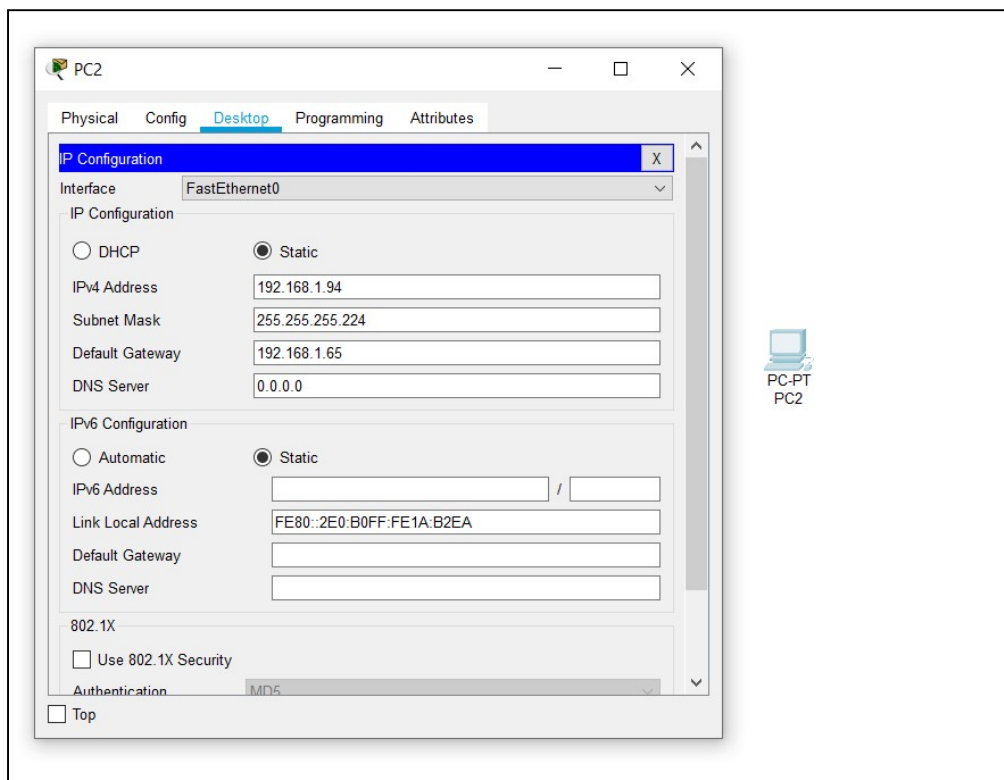 PC2
Physical Config Desktop Programming Attributes
IP Configuration X
Interface FastEthernet0
IP Configuration
DHCP Static
IPv4 Address 192.168.1.94
Subnet Mask 255.255.255.224
Default Gateway 192.168.1.65
DNS Server 0.0.0.0
IPv6 Configuration
Automatic Static
IPv6 Address /
Link Local Address FE80::2E0:B0FF:FE1A:B2EA
Default Gateway
DNS Server
802.1X
Use 802.1X Security
Authentication MD5
Top
PC-PT
PC2